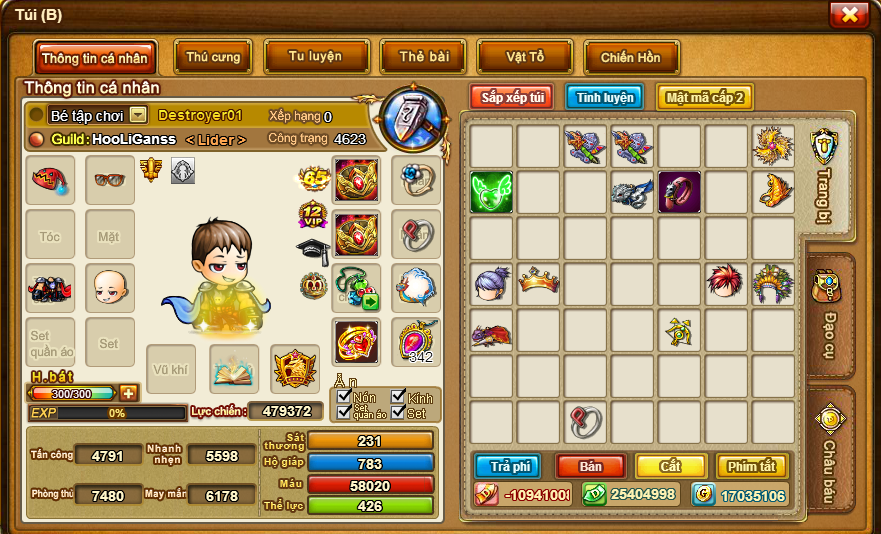 Túi (B)
Thông tin cá nhân
Thú cưng
Tu luyện
Thẻ bài
Vật Tổ
Chiến Hồn
Thông tin cá nhân
Bé tập chơi
Destroyer01
Xếp hạng 0
Guild: HooLiGanss < Lider >
Công trạng 4623
65
12
VIP
Tóc
Mặt
Set
quần áo
Set
Vũ khí
342
H.bát
300/300
EXP 0%
Lực chiến : 479372
Ẩn
Nón
Kính
Set
quần áo
Set
Tấn công 4791
Nhanh
nhẹn 5598
Phòng thủ 7480
May mắn 6178
Sát
thương 231
Hộ giáp 783
Máu 58020
Thể lực 426
Sắp xếp túi
Tinh luyện
Mật mã cấp 2
Trang bị
Đạo cụ
Châu báu
Trả phí
Bán
Cất
Phím tắt
25404998
G 17035106